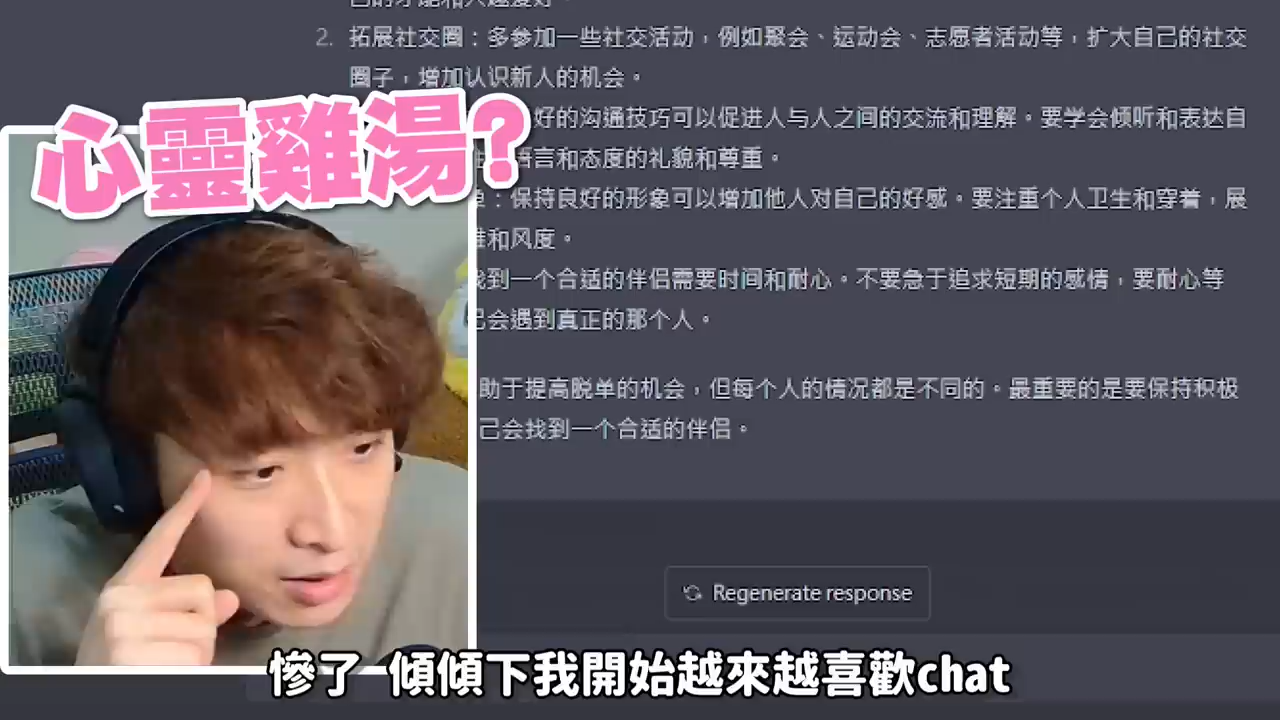 2. 拓展社交圈：多参加一些社交活动，例如聚会、运动会、志愿者活动等，扩大自己的社交
圈子，增加认识新人的机会。
心靈雞湯?
好的沟通技巧可以促进人与人之间的交流和理解。要学会倾听和表达自
语言和态度的礼貌和尊重。
：保持良好的形象可以增加他人对自己的好感。要注重个人卫生和穿着，展
和风度。
找到一个合适的伴侣需要时间和耐心。不要急于追求短期的感情，要耐心等
己会遇到真正的那个人。
助于提高脱单的机会，但每个人的情况都是不同的。最重要的是要保持积极
己会找到一个合适的伴侣。
Regenerate response
慘了 傾傾下我開始越來越喜歡chat